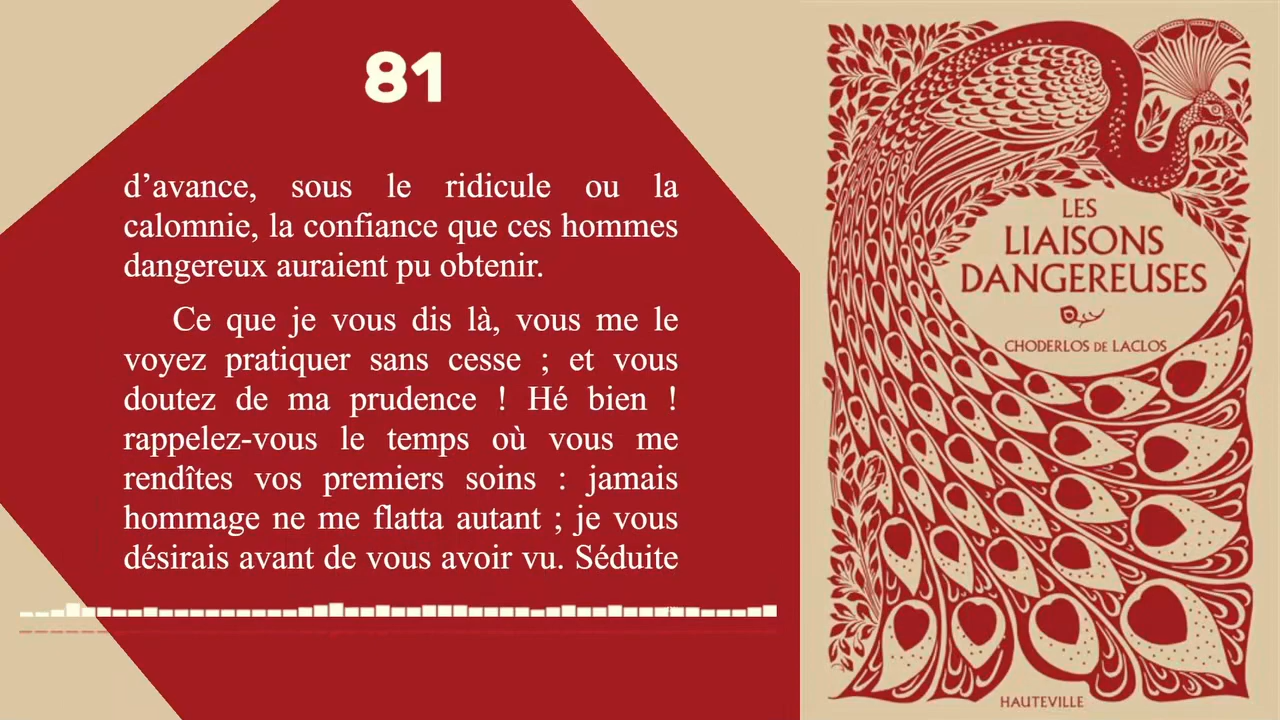 81
d’avance, sous le ridicule ou la
calomnie, la confiance que ces hommes
dangereux auraient pu obtenir.
Ce que je vous dis là, vous me le
voyez pratiquer sans cesse ; et vous
doutez de ma prudence ! Hé bien !
rappelez-vous le temps où vous me
rendîtes vos premiers soins : jamais
hommage ne me flatta autant ; je vous
désirais avant de vous avoir vu. Séduite
LES
LIAISONS
DANGEREUSES
CHODERLOS DE LACLOS
HAUTEVILLE